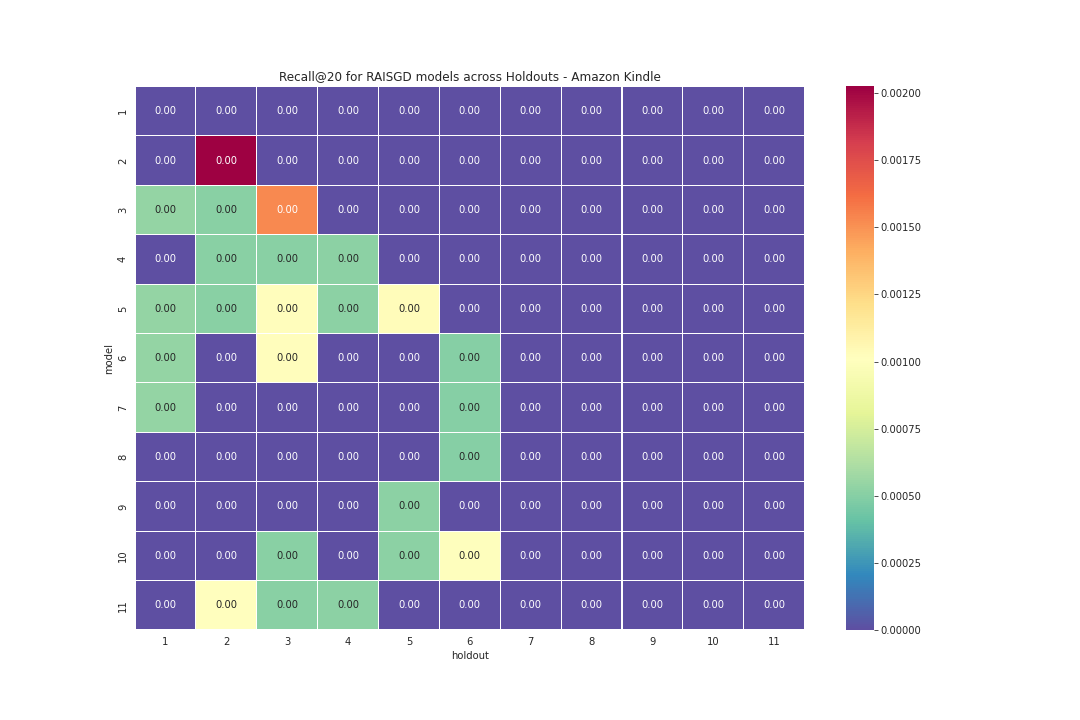 Recall@20 for RAISGD models across Holdouts - Amazon Kindle
1 0.00 0.00 0.00 0.00 0.00 0.00 0.00 0.00 0.00 0.00 0.00
2 0.00 0.00 0.00 0.00 0.00 0.00 0.00 0.00 0.00 0.00 0.00
3 0.00 0.00 0.00 0.00 0.00 0.00 0.00 0.00 0.00 0.00 0.00
4 0.00 0.00 0.00 0.00 0.00 0.00 0.00 0.00 0.00 0.00 0.00
5 0.00 0.00 0.00 0.00 0.00 0.00 0.00 0.00 0.00 0.00 0.00
6 0.00 0.00 0.00 0.00 0.00 0.00 0.00 0.00 0.00 0.00 0.00
7 0.00 0.00 0.00 0.00 0.00 0.00 0.00 0.00 0.00 0.00 0.00
8 0.00 0.00 0.00 0.00 0.00 0.00 0.00 0.00 0.00 0.00 0.00
9 0.00 0.00 0.00 0.00 0.00 0.00 0.00 0.00 0.00 0.00 0.00
10 0.00 0.00 0.00 0.00 0.00 0.00 0.00 0.00 0.00 0.00 0.00
11 0.00 0.00 0.00 0.00 0.00 0.00 0.00 0.00 0.00 0.00 0.00
model
1 2 3 4 5 6 7 8 9 10 11
holdout
0.00200
0.00175
0.00150
0.00125
0.00100
0.00075
0.00050
0.00025
0.00000